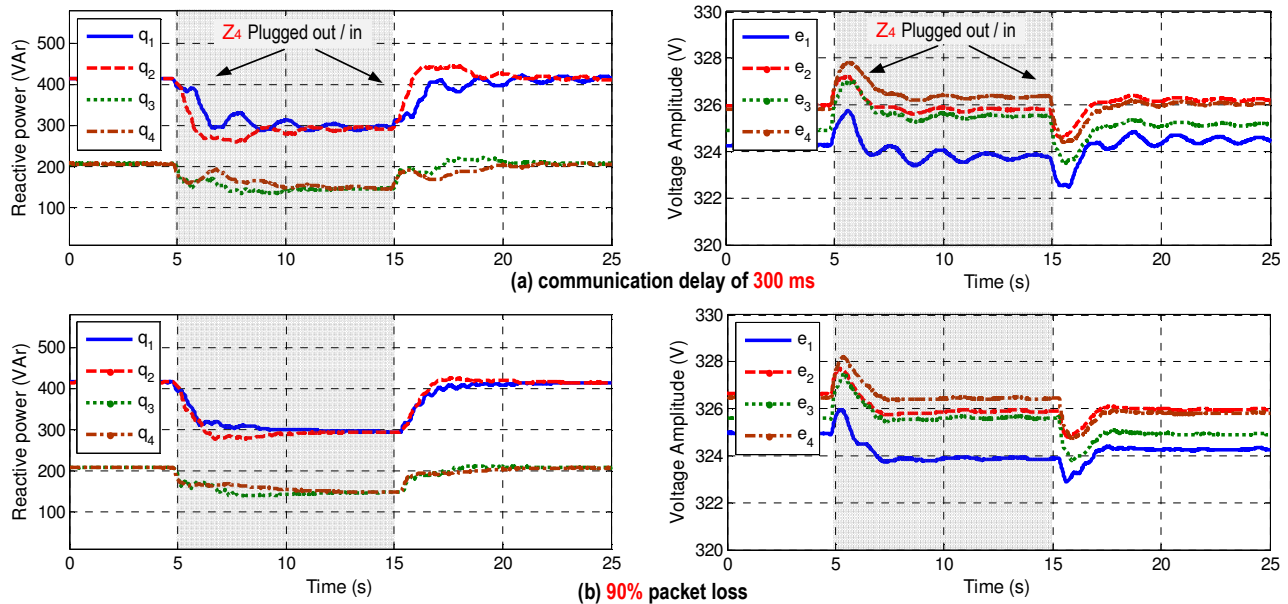 Reactive power (VAr)
500
400
300
200
100
q1
q2
q3
q4
Z4 Plugged out / in
0 5 10 15 20 25
Voltage Amplitude (V)
330
328
326
324
322
320
e1
e2
e3
e4
Z4 Plugged out / in
0 5 10 15 20 25
Time (s)
(a) communication delay of 300 ms
Reactive power (VAr)
500
400
300
200
100
q1
q2
q3
q4
0 5 10 15 20 25
Time (s)
Voltage Amplitude (V)
330
328
326
324
322
320
e1
e2
e3
e4
0 5 10 15 20 25
Time (s)
(b) 90% packet loss